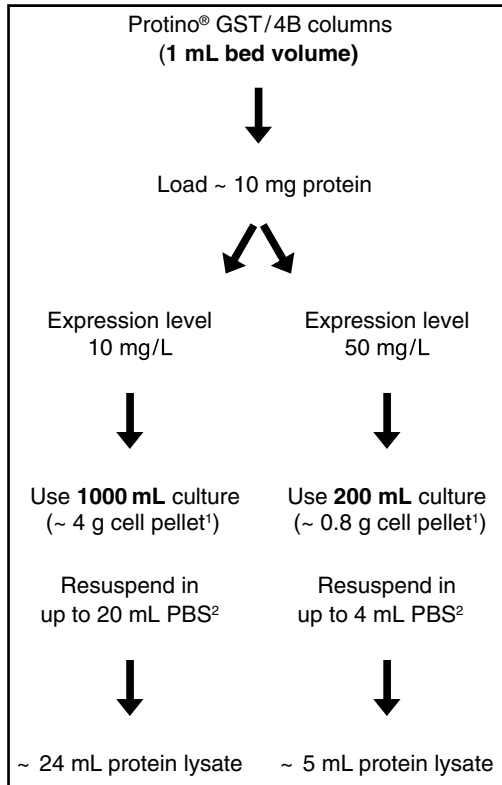 Protino® GST/4B columns
(1 mL bed volume)
Load ~ 10 mg protein
Expression level
10 mg/L
Expression level
50 mg/L
Use 1000 mL culture
(~ 4 g cell pellet¹)
Use 200 mL culture
(~ 0.8 g cell pellet¹)
Resuspend in
up to 20 mL PBS²
Resuspend in
up to 4 mL PBS²
~ 24 mL protein lysate
~ 5 mL protein lysate